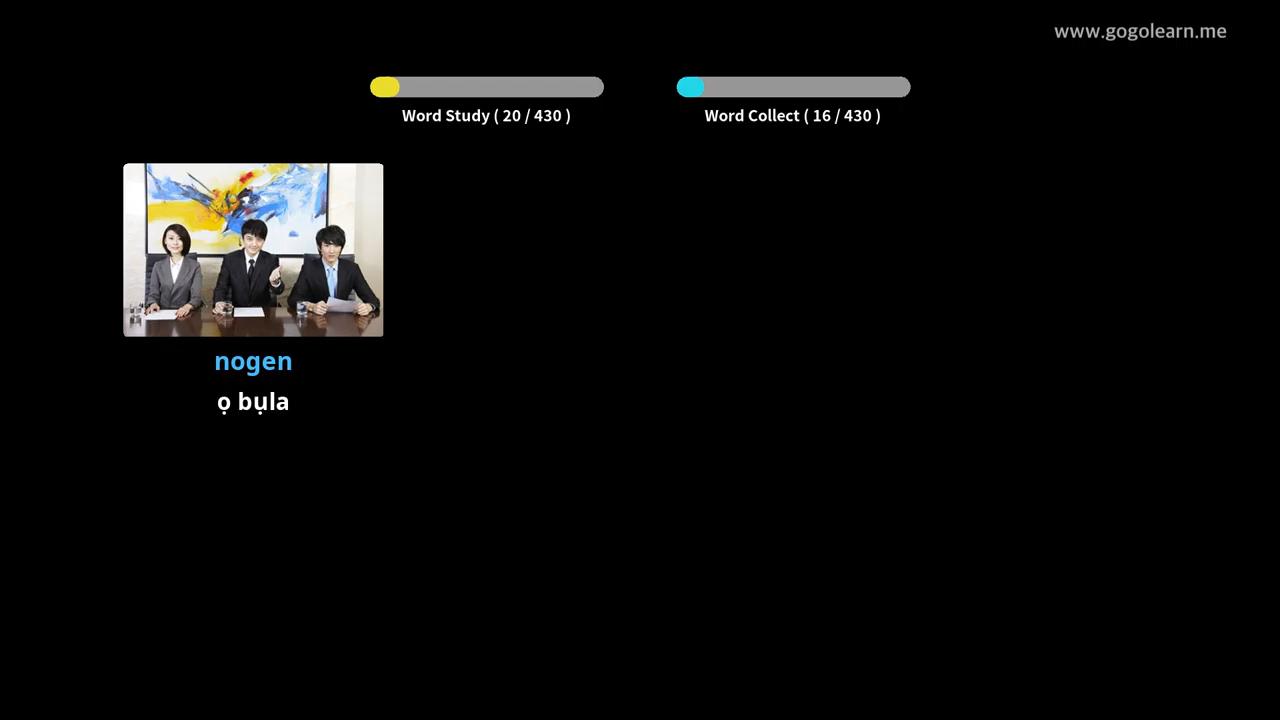 www.gogolearn.me
Word Study ( 20 / 430 )
Word Collect ( 16 / 430 )
nogen
ọ bụla